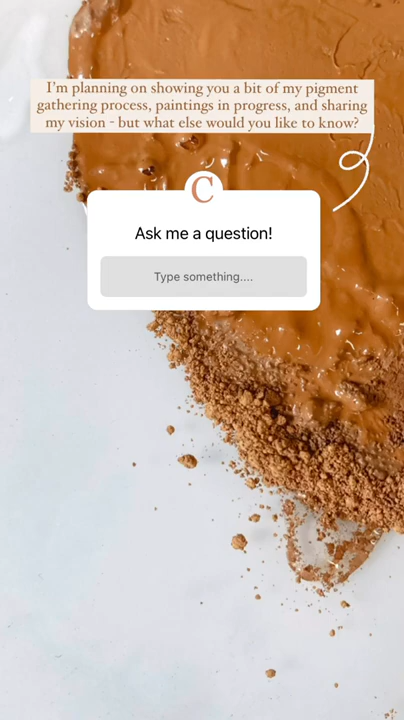 I'm planning on showing you a bit of my pigment
gathering process, paintings in progress, and sharing
my vision - but what else would you like to know?
C
Ask me a question!
Type something....